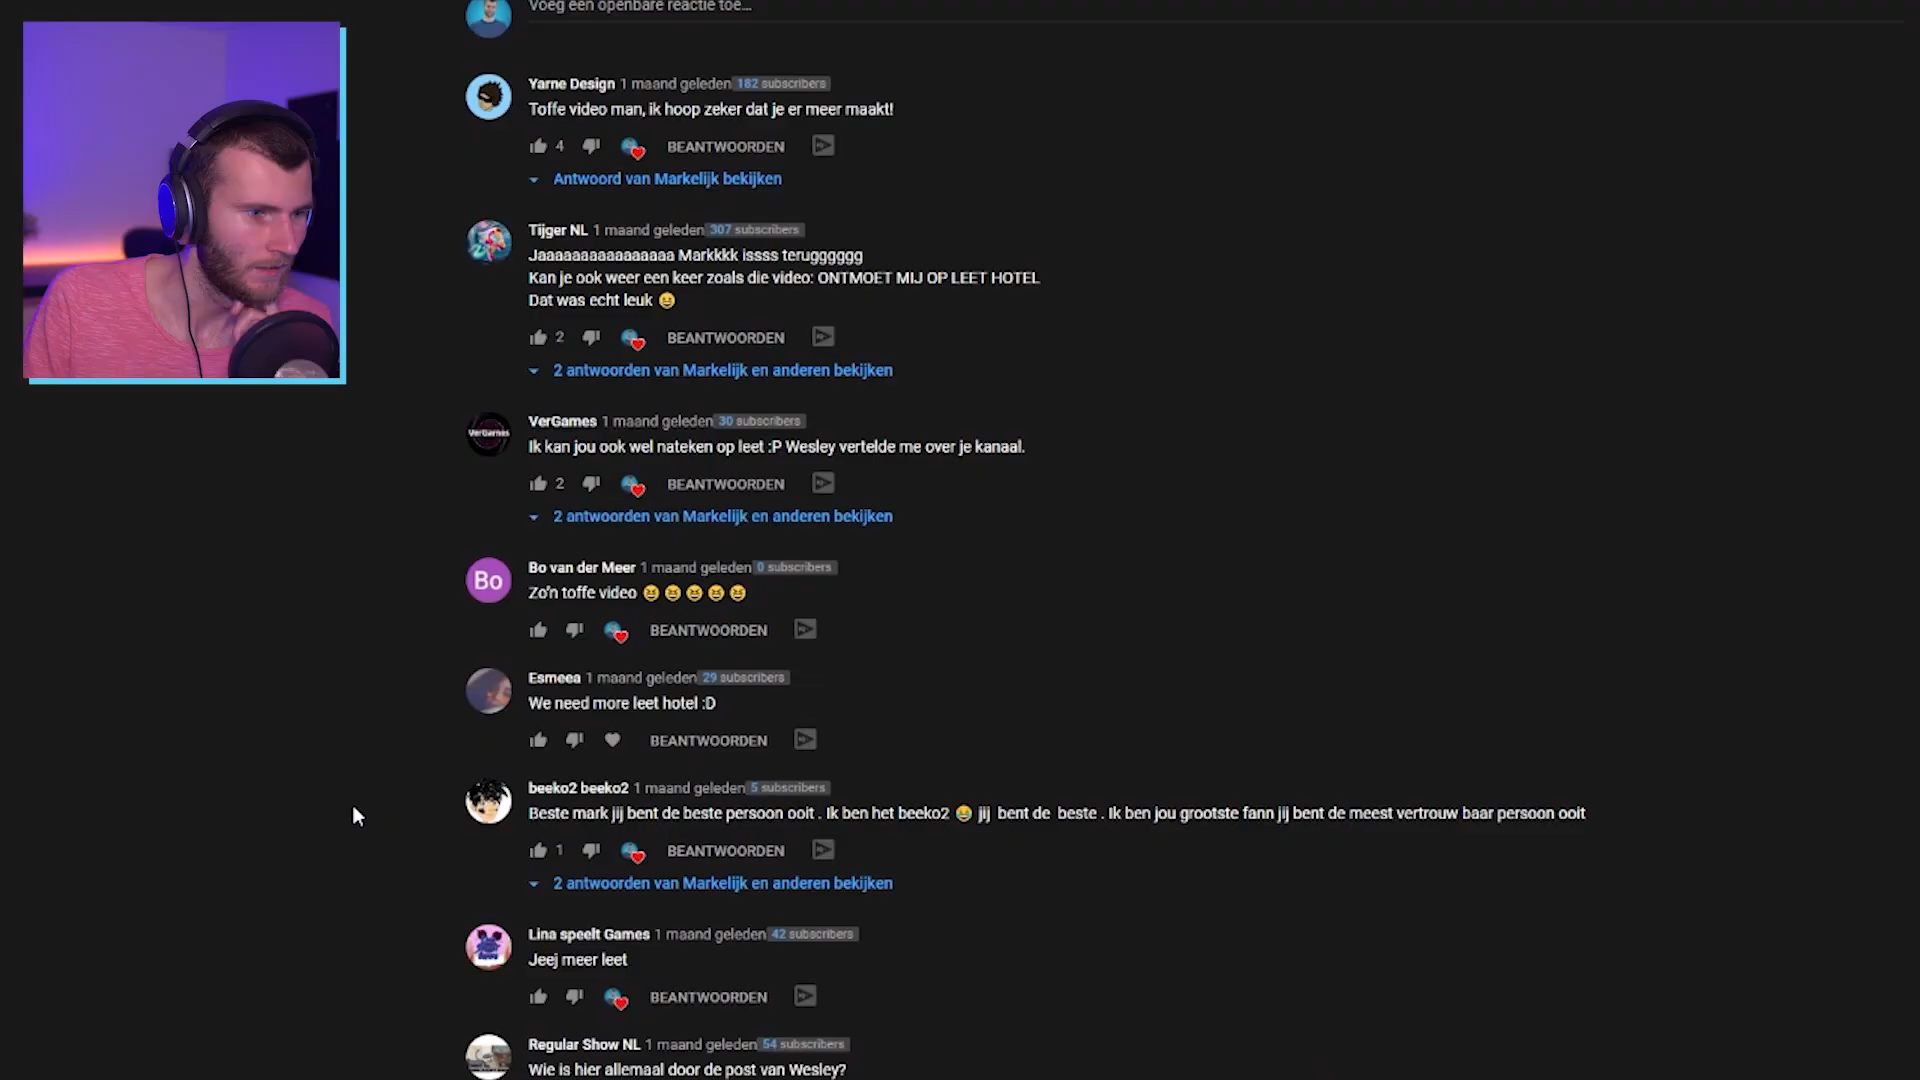 Voeg een openbare reactie toe...
Yarne Design 1 maand geleden 182 subscribers
Toffe video man, ik hoop zeker dat je er meer maakt!
4 BEANTWOORDEN
Antwoord van Markelijk bekijken
Tijger NL 1 maand geleden 307 subscribers
Jaaaaaaaaaaaaaaaa Markkkk issss terugggggg
Kan je ook weer een keer zoals die video: ONTMOET MIJ OP LEET HOTEL
Dat was echt leuk 😆
2 BEANTWOORDEN
2 antwoorden van Markelijk en anderen bekijken
VerGames
VerGames 1 maand geleden 30 subscribers
Ik kan jou ook wel nateken op leet :P Wesley vertelde me over je kanaal.
2 BEANTWOORDEN
2 antwoorden van Markelijk en anderen bekijken
Bo
Bo van der Meer 1 maand geleden 0 subscribers
Zo'n toffe video 😆 😆 😆 😆 😆
BEANTWOORDEN
Esmeea 1 maand geleden 29 subscribers
We need more leet hotel :D
BEANTWOORDEN
beeko2 beeko2 1 maand geleden 5 subscribers
Beste mark jij bent de beste persoon ooit . Ik ben het beeko2 😂 jij bent de beste . Ik ben jou grootste fann jij bent de meest vertrouw baar persoon ooit
1 BEANTWOORDEN
2 antwoorden van Markelijk en anderen bekijken
Lina speelt Games 1 maand geleden 42 subscribers
Jeej meer leet
BEANTWOORDEN
Regular Show NL 1 maand geleden 54 subscribers
Wie is hier allemaal door de post van Wesley?